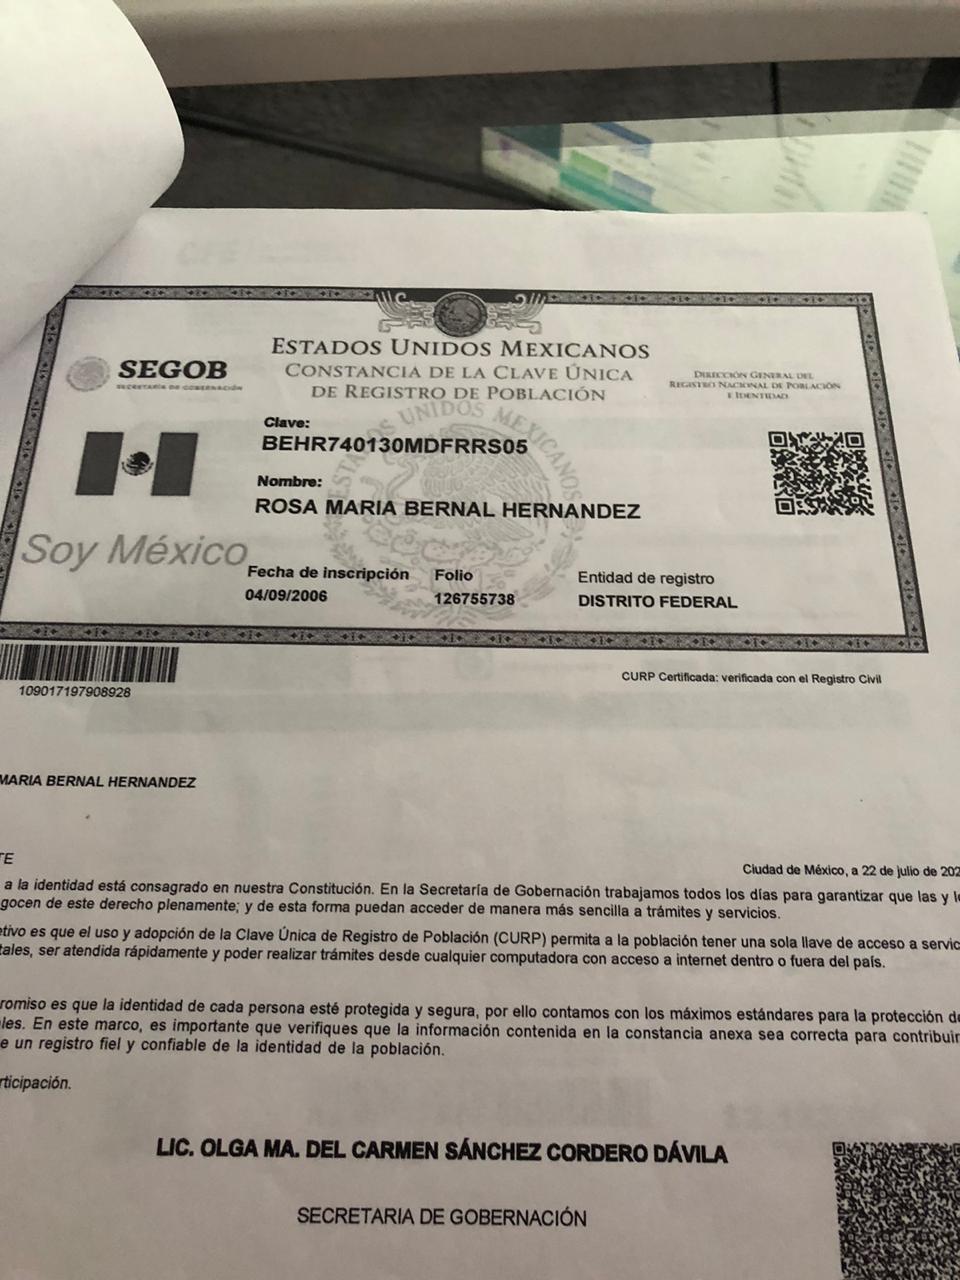 ESTADOS UNIDOS MEXICANOS
CONSTANCIA DE LA CLAVE ÚNICA
DE REGISTRO DE POBLACIÓN
SEGOB
SECRETARÍA DE GOBERNACIÓN
DIRECCIÓN GENERAL DEL
REGISTRO NACIONAL DE POBLACIÓN
E IDENTIDAD
ESTADOS UNIDOS MEXICANOS
Clave:
BEHR740130MDFRRS05
Nombre:
ROSA MARIA BERNAL HERNANDEZ
Soy México
Fecha de inscripción
04/09/2006
Folio
126755738
Entidad de registro
DISTRITO FEDERAL
109017197908928
CURP Certificada: verificada con el Registro Civil
MARIA BERNAL HERNANDEZ
TE
Ciudad de México, a 22 de julio de 202
a la identidad está consagrado en nuestra Constitución. En la Secretaría de Gobernación trabajamos todos los días para garantizar que las y lo
gocen de este derecho plenamente; y de esta forma puedan acceder de manera más sencilla a trámites y servicios.
etivo es que el uso y adopción de la Clave Única de Registro de Población (CURP) permita a la población tener una sola llave de acceso a servic
tales, ser atendida rápidamente y poder realizar trámites desde cualquier computadora con acceso a internet dentro o fuera del país.
romiso es que la identidad de cada persona esté protegida y segura, por ello contamos con los máximos estándares para la protección de
les. En este marco, es importante que verifiques que la información contenida en la constancia anexa sea correcta para contribuir
e un registro fiel y confiable de la identidad de la población.
rticipación.
LIC. OLGA MA. DEL CARMEN SÁNCHEZ CORDERO DÁVILA
SECRETARIA DE GOBERNACIÓN